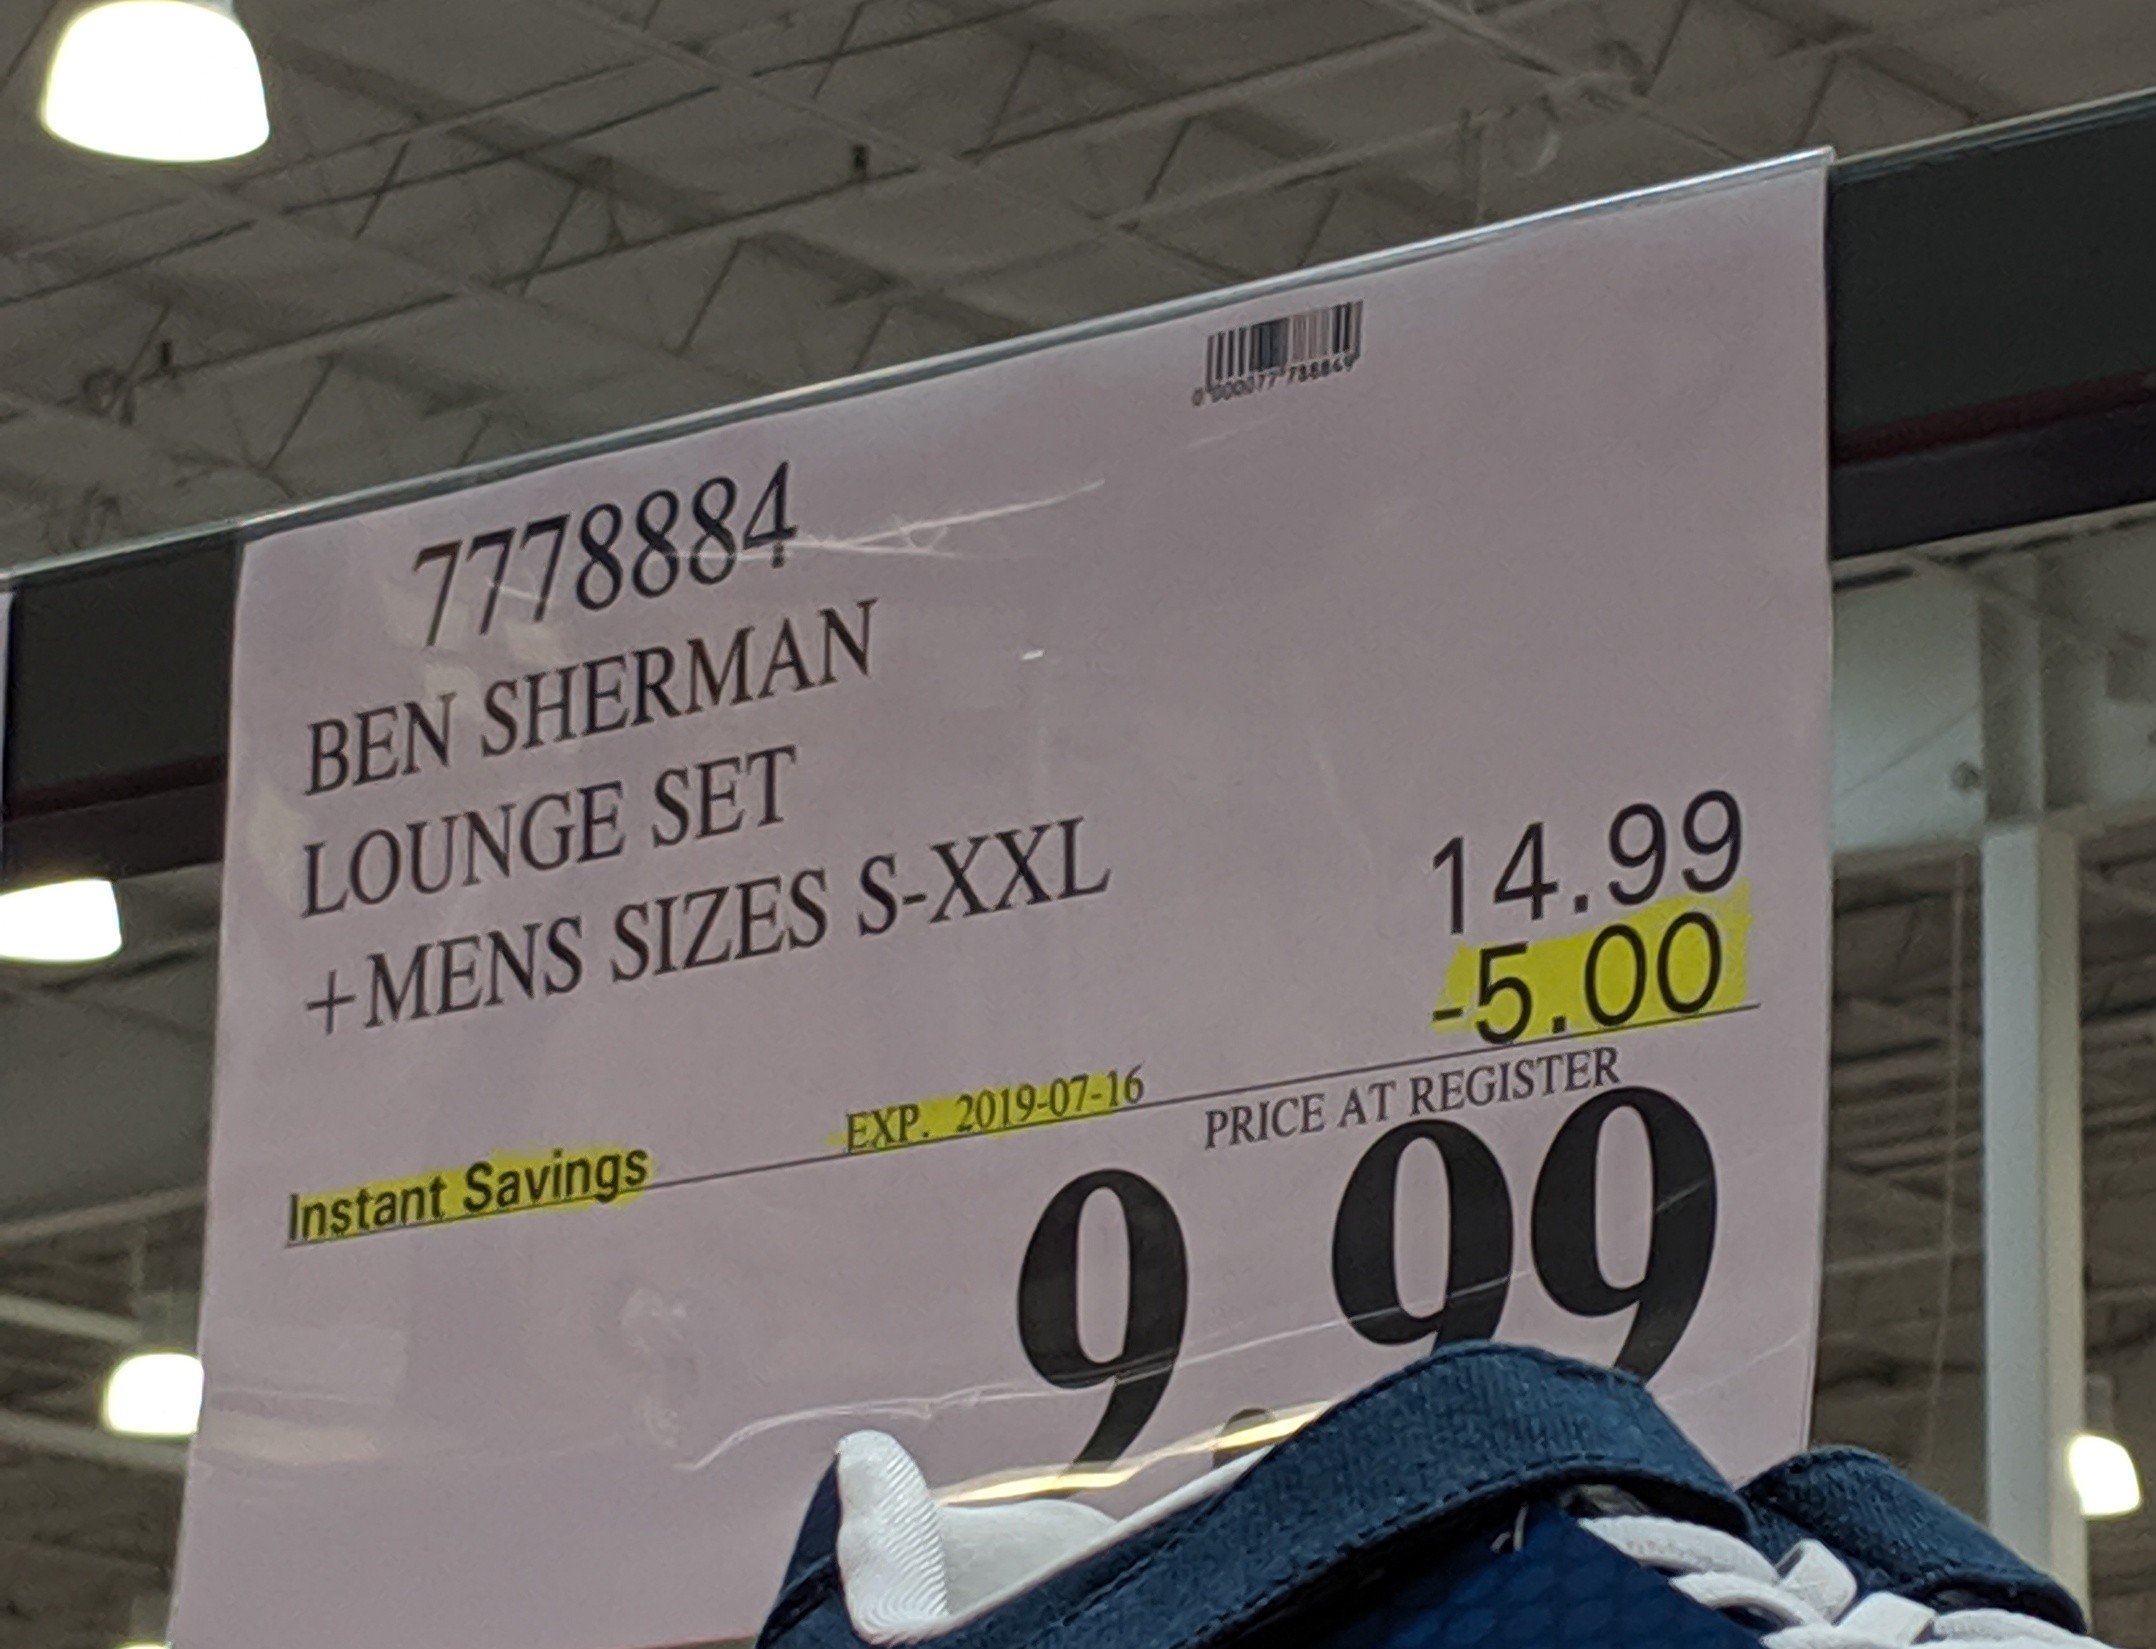 7778884
BEN SHERMAN
LOUNGE SET
+MENS SIZES S-XXL
14.99
-5.00
EXP. 2019-07-16
PRICE AT REGISTER
Instant Savings
9.99